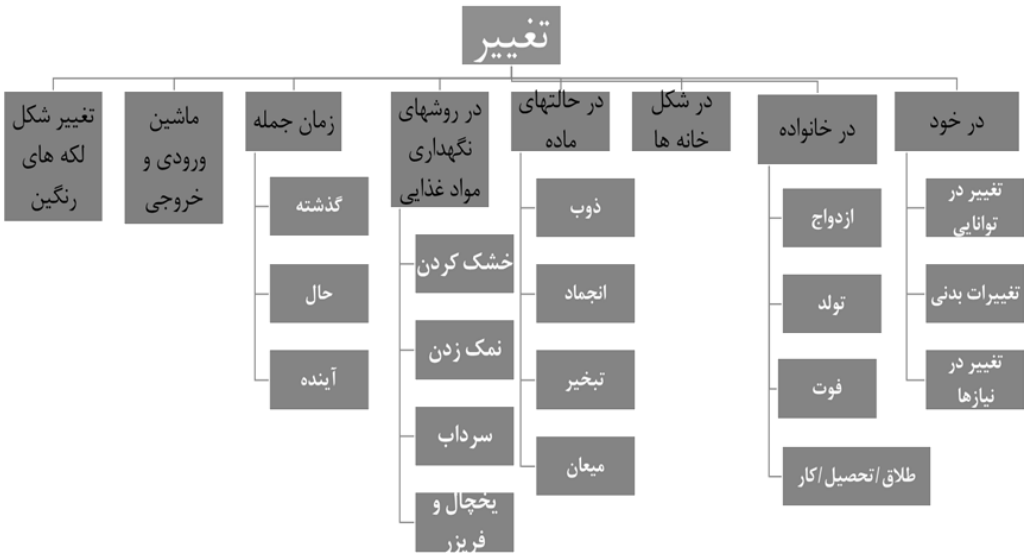 تغییر
در خود
تغییر در
توانایی
تغییرات بدنی
تغییر در
نیازها
در خانواده
ازدواج
تولد
فوت
طلاق/تحصیل/کار
در شکل
خانه ها
در حالتهای
ماده
ذوب
انجماد
تبخیر
میعان
در روشهای
نگهداری
مواد غذایی
خشک کردن
نمک زدن
سرداب
یخچال و
فریزر
زمان جمله
گذشته
حال
آینده
ماشین
ورودی و
خروجی
تغییر شکل
لکه های
رنگین